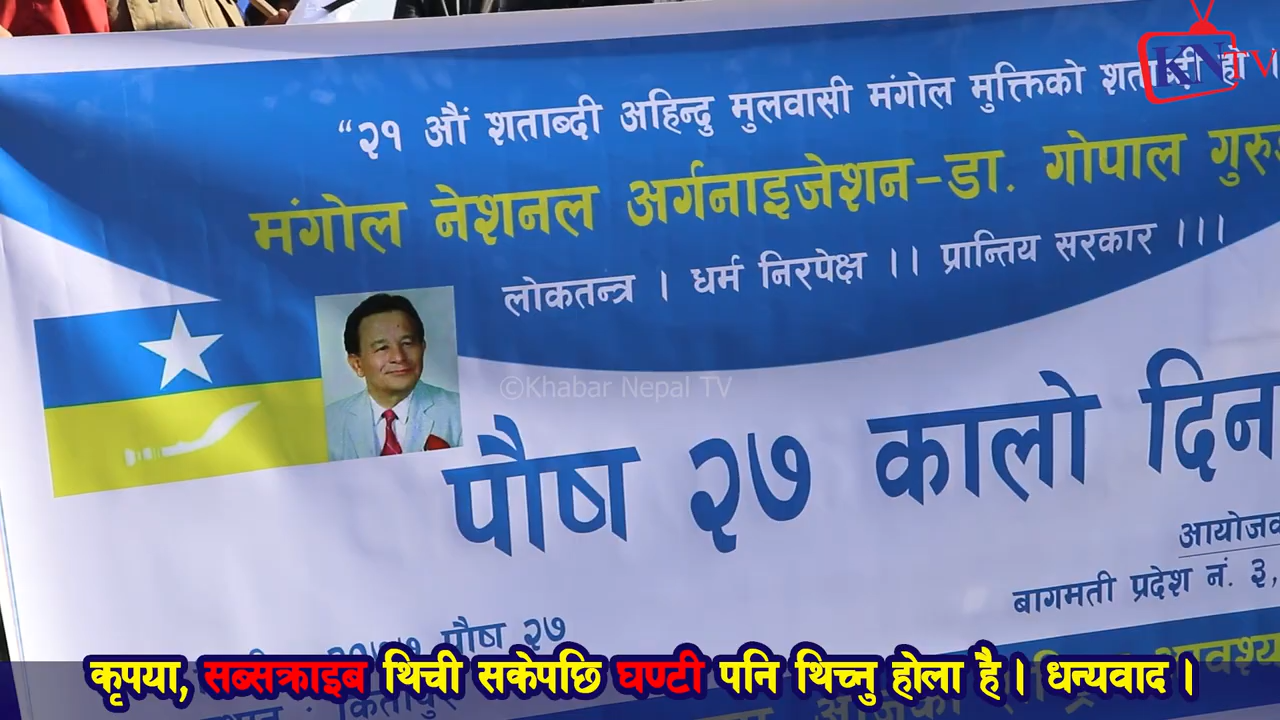 KNTV
“२१ औं शताब्दी अहिन्दु मुलवासी मंगोल मुक्तिको शताब्दी हो ।
मंगोल नेशनल अर्गनाइजेशन-डा. गोपाल
लोकतन्त्र । धर्म निरपेक्ष ।। प्रान्तिय सरकार ।।।
©Khabar Nepal TV
पौष २७ कालो दिन
बागमती प्रदेश नं. ३,
पौष २७
कृपया, सब्सक्राइब थिची सकेपछि घण्टी पनि थिच्नु होला है । धन्यवाद ।